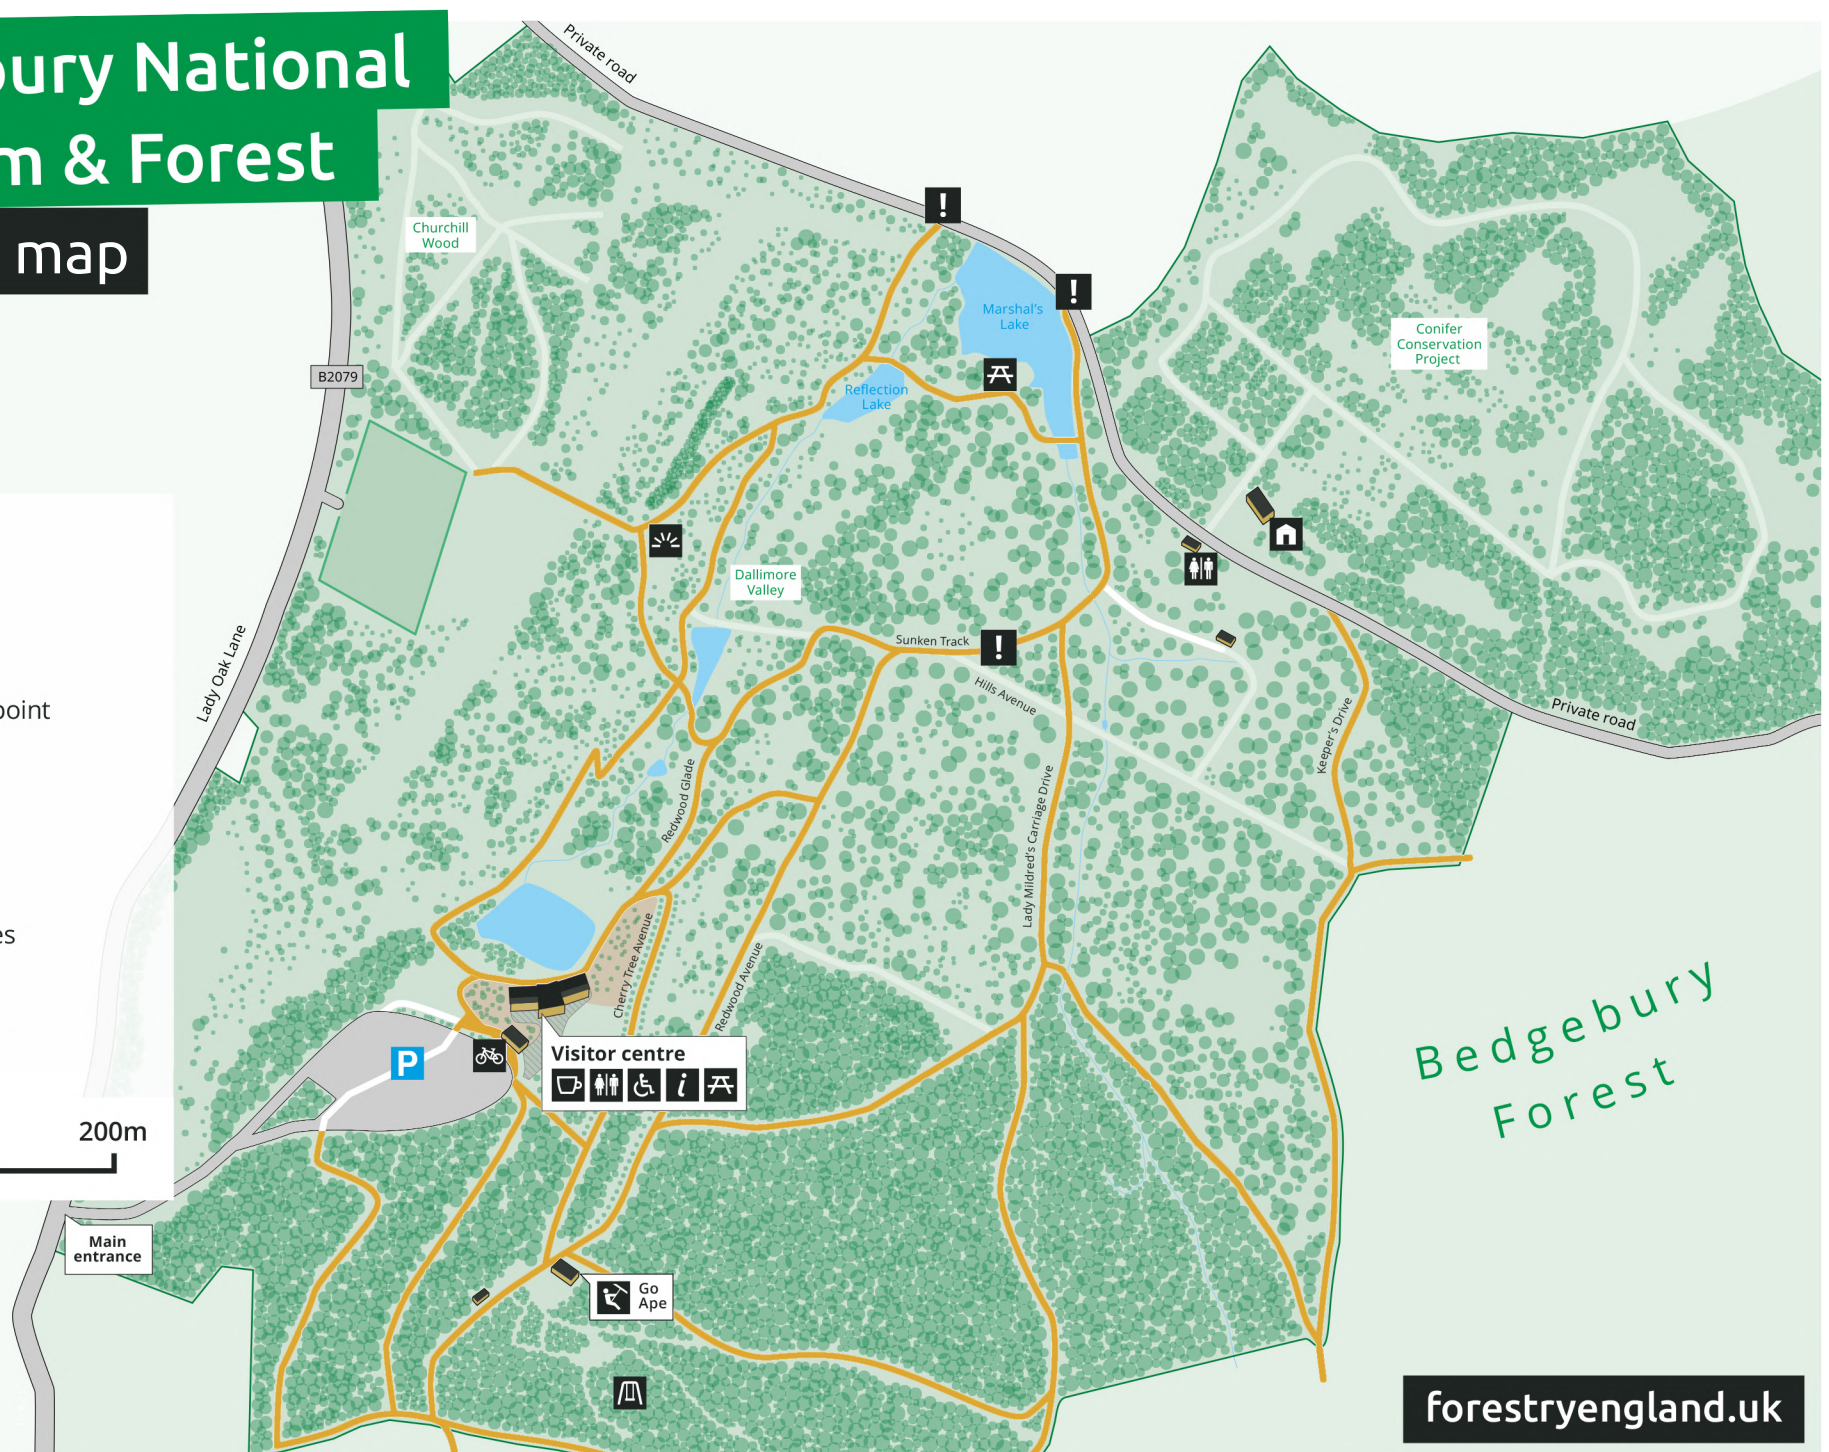 bury National
m & Forest
map
Private road
Churchill
Wood
B2079
Lady Oak Lane
!
!
Marshal's
Lake
Reflection
Lake
Conifer
Conservation
Project
Dallimore
Valley
Sunken Track
!
Hills Avenue
Keeper's Drive
Private road
point
Redwood Glade
Lady Mildred's Carriage Drive
es
Cherry Tree Avenue
Redwood Avenue
Bedgebury
Forest
P
Visitor centre
i
200m
Main
entrance
Go
Ape
forestryengland.uk